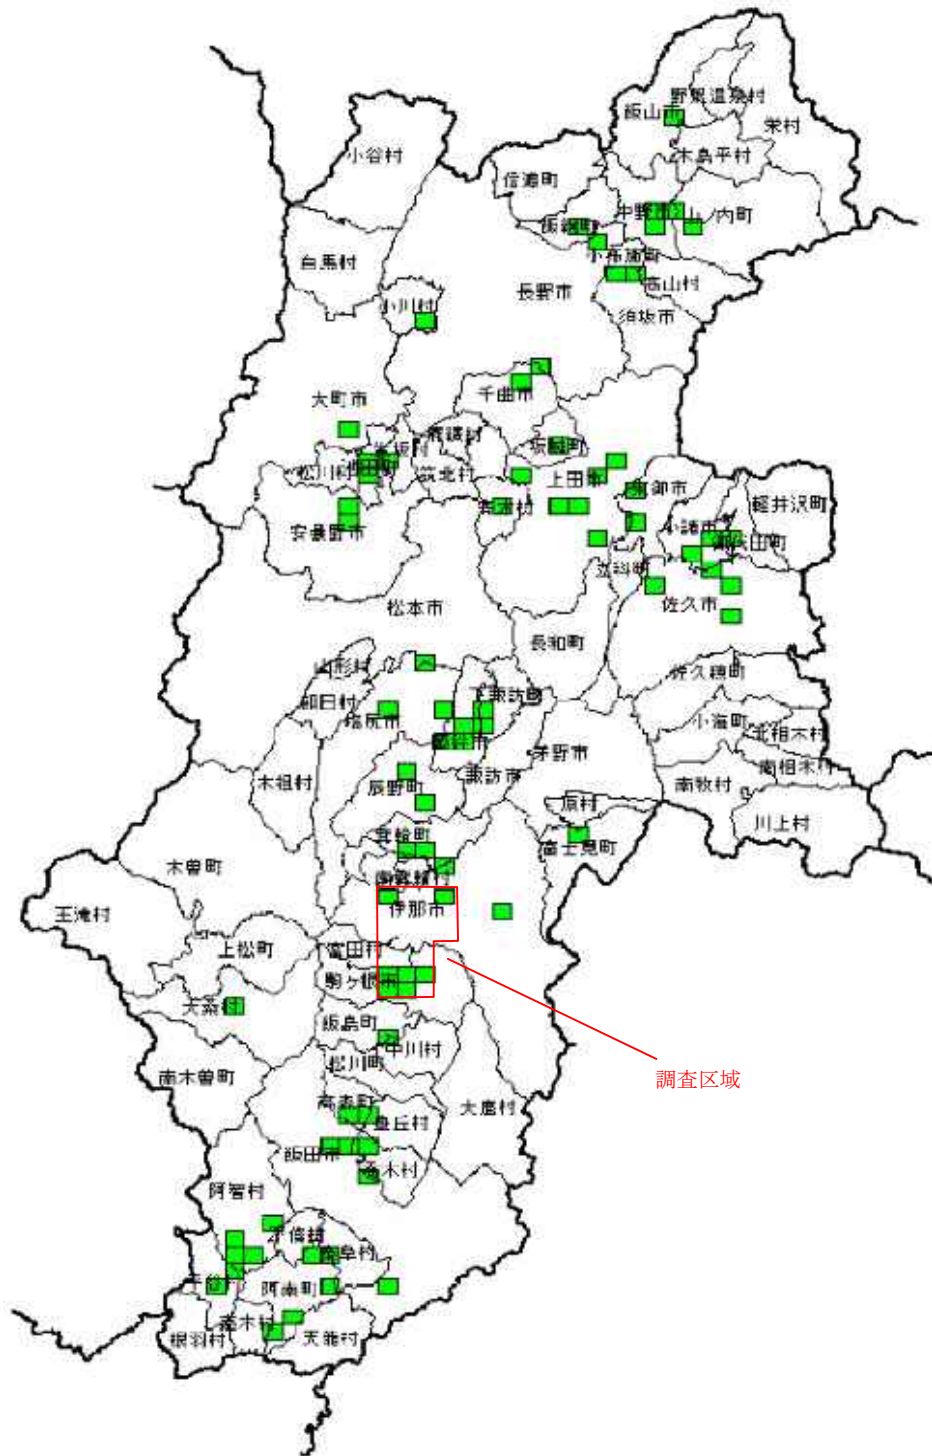 野沢温泉村
飯山市
栄村
木島平村
小谷村
信濃町
中野市
山ノ内町
飯綱町
小布施町
白馬村
高山村
長野市
小川村
須坂市
千曲市
大町市
麻績村
坂城町
生坂村
松川村
池田町
筑北村
上田市
東御市
青木村
軽井沢町
小諸市
安曇野市
御代田町
立科町
佐久市
松本市
長和町
山形村
佐久穂町
下諏訪町
朝日村
塩尻市
小海町
北相木村
岡谷市
茅野市
諏訪市
南相木村
南牧村
辰野町
木祖村
原村
川上村
箕輪町
富士見町
木曽町
南箕輪村
伊那市
王滝村
上松町
宮田村
駒ヶ根市
大桑村
飯島町
中川村
松川町
南木曽町
調査区域
高森町
大鹿村
豊丘村
飯田市
喬木村
阿智村
下條村
泰阜村
平谷村
阿南町
売木村
根羽村
天龍村